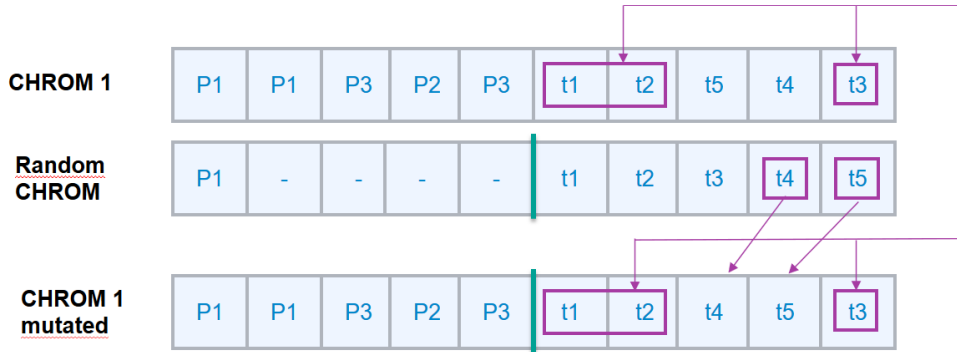 CHROM 1 P1 P1 P3 P2 P3 t1 t2 t5 t4 t3
Random
CHROM P1 - - - - t1 t2 t3 t4 t5
CHROM 1
mutated P1 P1 P3 P2 P3 t1 t2 t4 t5 t3